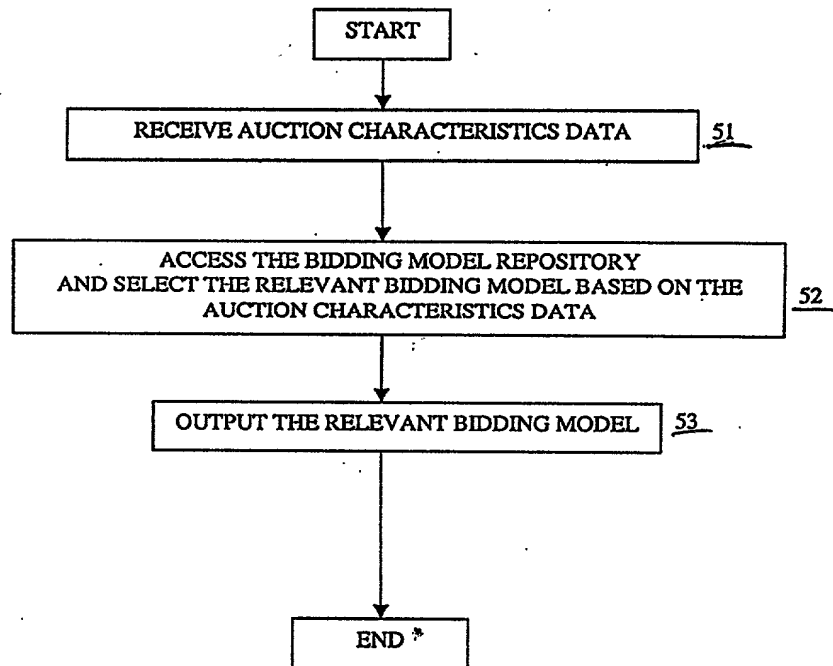 START
RECEIVE AUCTION CHARACTERISTICS DATA 51
ACCESS THE BIDDING MODEL REPOSITORY
AND SELECT THE RELEVANT BIDDING MODEL BASED ON THE
AUCTION CHARACTERISTICS DATA
52
OUTPUT THE RELEVANT BIDDING MODEL 53
END